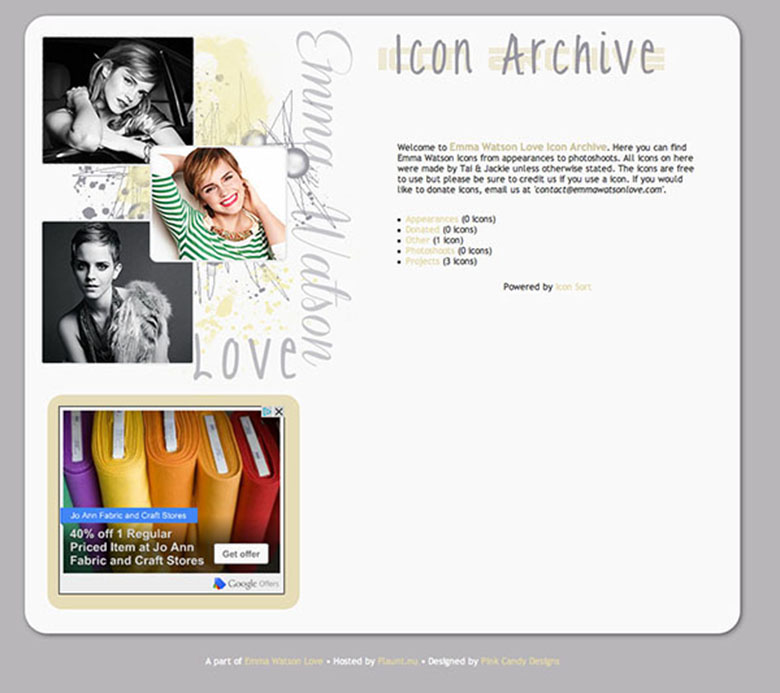 Icon Archive
ICON ARCHIVE
Emma Watson
Love
Welcome to Emma Watson Love Icon Archive. Here you can find
Emma Watson icons from appearances to photoshoots. All icons on here
were made by Tai & Jackie unless otherwise stated. The icons are free
to use but please be sure to credit us if you use a icon. If you would
like to donate icons, email us at 'contact@emmawatsonlove.com'.
• Appearances (0 icons)
• Donated (0 icons)
• Other (1 icon)
• Photoshoots (0 icons)
• Projects (3 icons)
Powered by Icon Sort
Jo Ann Fabric and Craft Stores
40% off 1 Regular
Priced Item at Jo Ann
Fabric and Craft Stores
Get offer
Google Offers
A part of Emma Watson Love • Hosted by Flaunt.nu • Designed by Pink Candy Designs